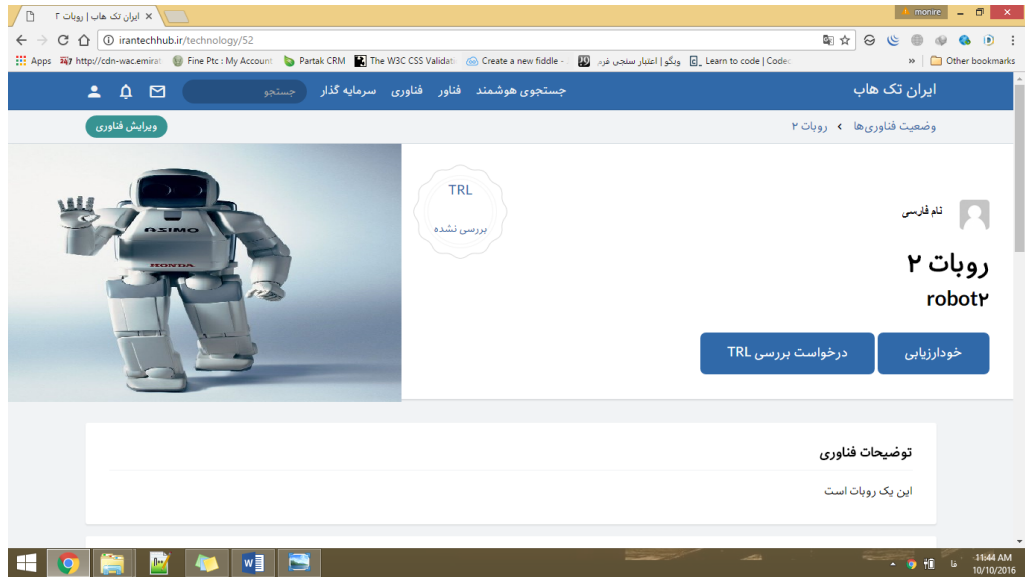 ایران تک هاب | روبات ۲
monire
irantechhub.ir/technology/52
Apps
http://cdn-wac.emirat
Fine Ptc : My Account
Partak CRM
The W3C CSS Validati
Create a new fiddle -
ویگو | اعتبار سنجی فرم
Learn to code | Codec
»
Other bookmarks
ایران تک هاب
جستجوی هوشمند
فناور
فناوری
سرمایه گذار
جستجو
وضعیت فناوری‌ها › روبات ۲
ویرایش فناوری
نام فارسی
روبات ۲
robot۲
TRL
بررسی نشده
ASIMO
HONDA
خودارزیابی
درخواست بررسی TRL
توضیحات فناوری
این یک روبات است
فا
11:44 AM
10/10/2016